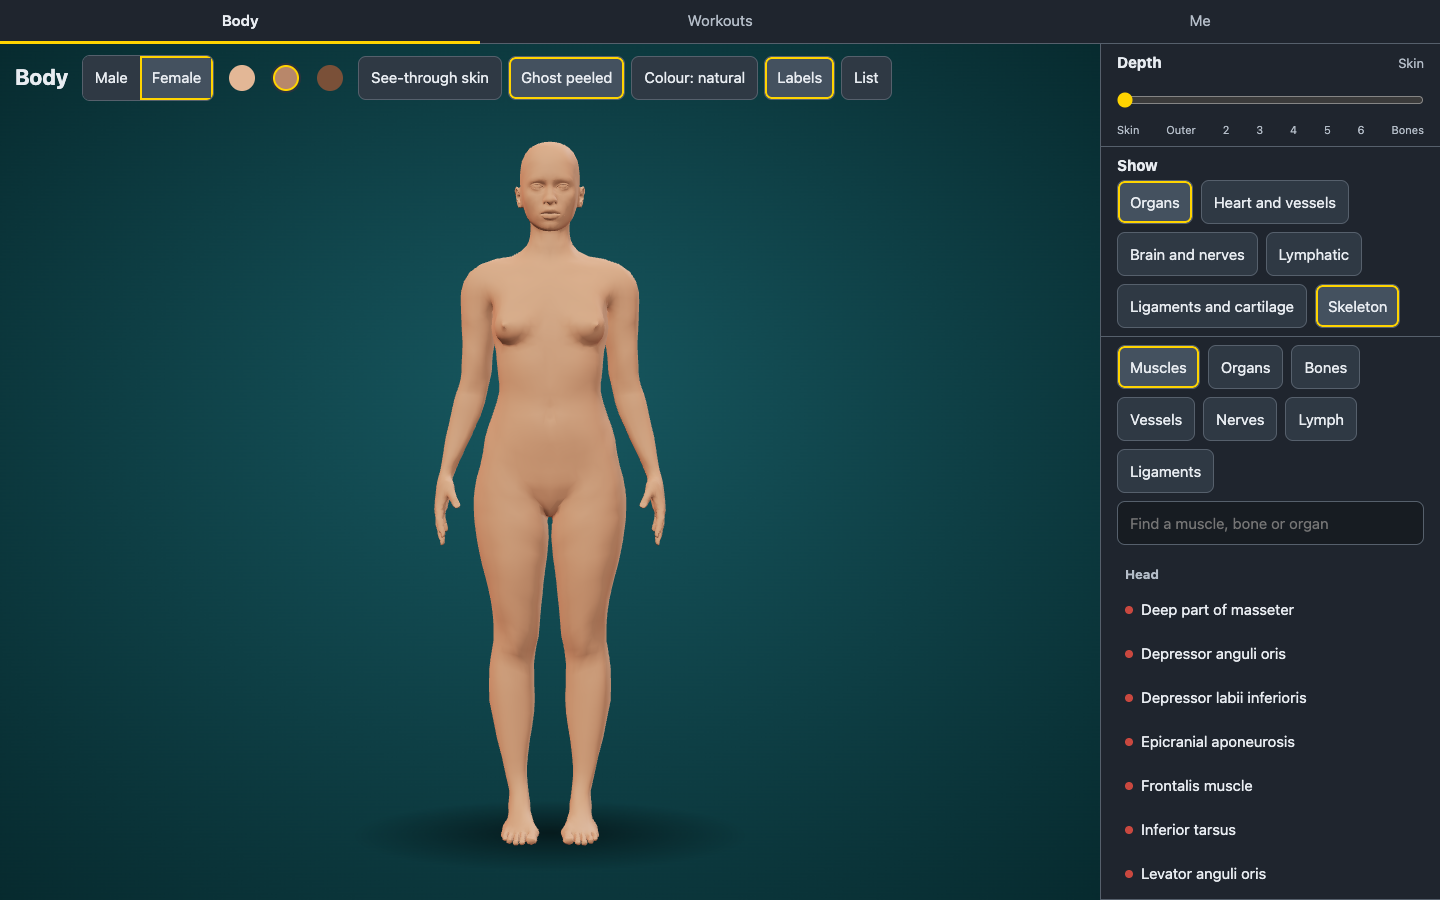 Body
Workouts
Me
Body
Male
Female
See-through skin
Ghost peeled
Colour: natural
Labels
List
Depth
Skin
Skin
Outer
2
3
4
5
6
Bones
Show
Organs
Heart and vessels
Brain and nerves
Lymphatic
Ligaments and cartilage
Skeleton
Muscles
Organs
Bones
Vessels
Nerves
Lymph
Ligaments
Find a muscle, bone or organ
Head
Deep part of masseter
Depressor anguli oris
Depressor labii inferioris
Epicranial aponeurosis
Frontalis muscle
Inferior tarsus
Levator anguli oris